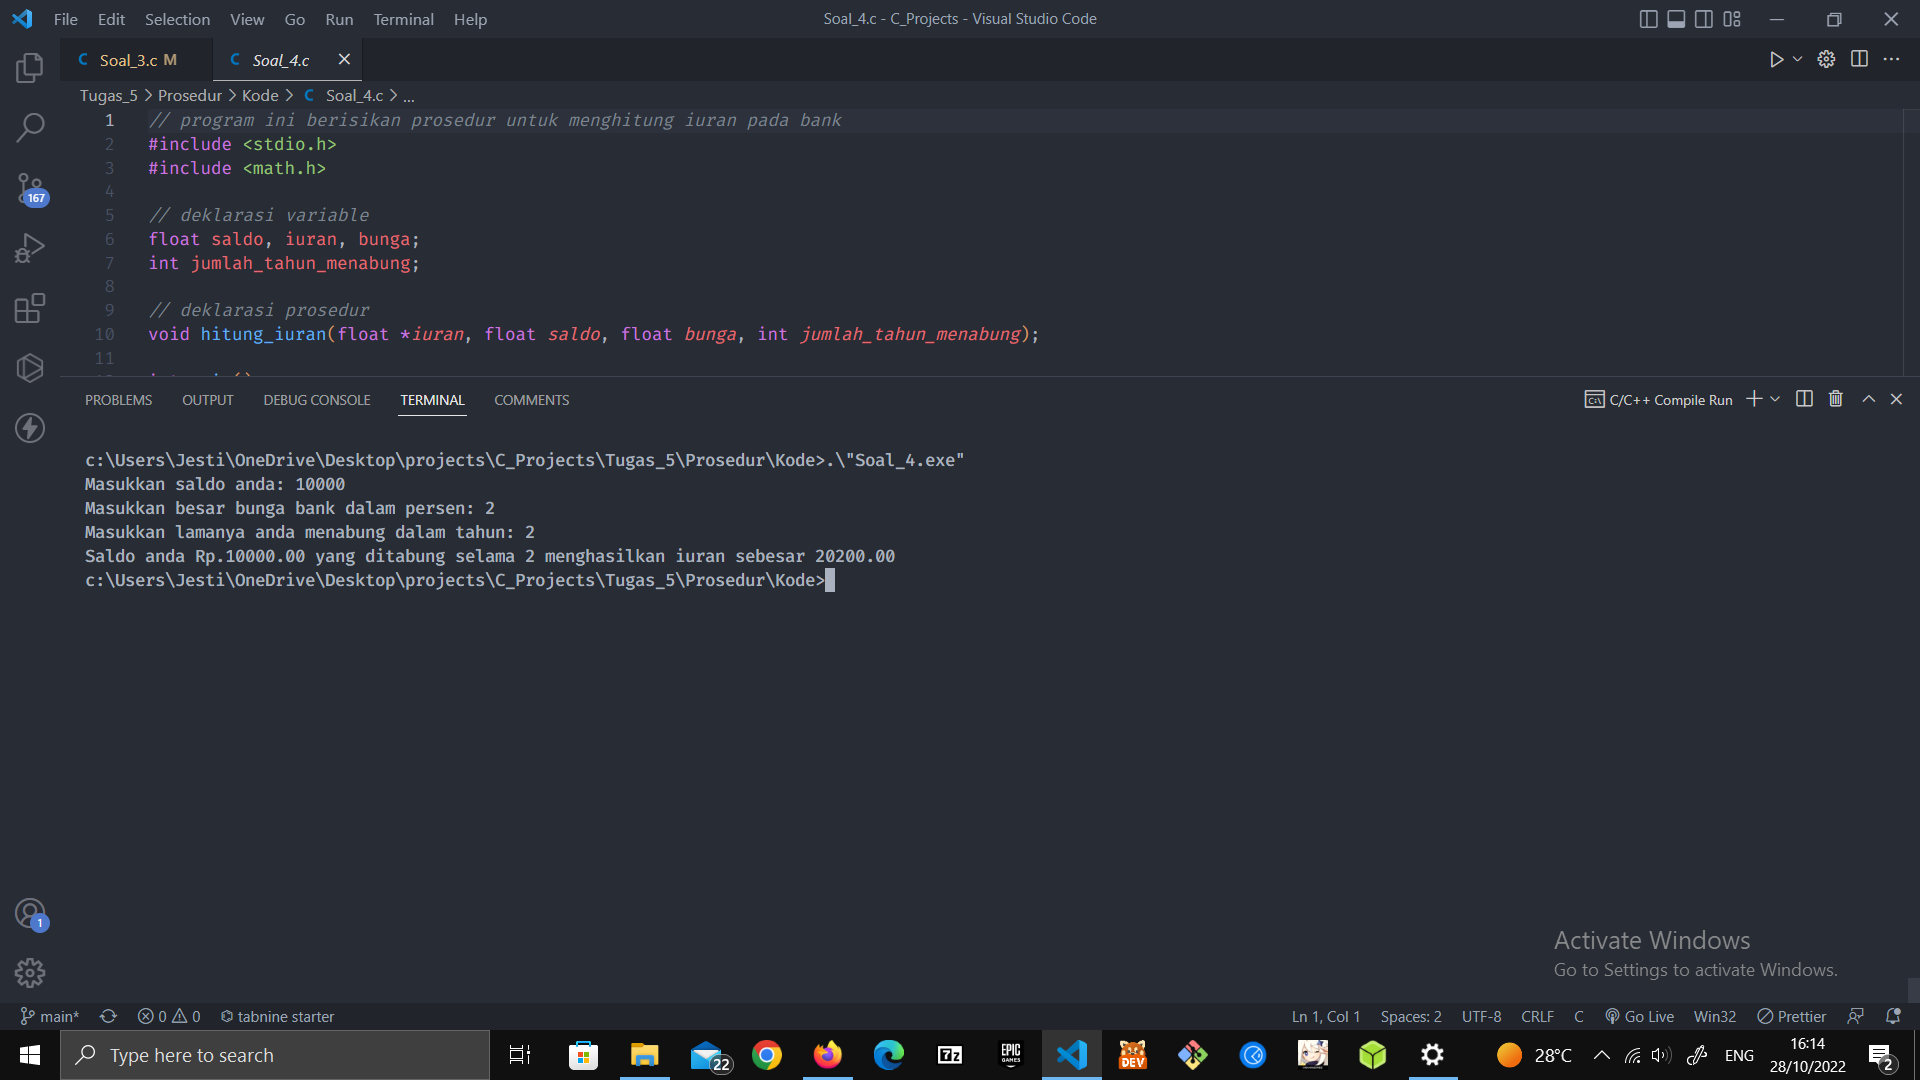 File Edit Selection View Go Run Terminal Help
Soal_4.c - C_Projects - Visual Studio Code
C Soal_3.c M
C Soal_4.c
Tugas_5 > Prosedur > Kode > C Soal_4.c > ...
1 // program ini berisikan prosedur untuk menghitung iuran pada bank
2 #include <stdio.h>
3 #include <math.h>
4
5 // deklarasi variable
6 float saldo, iuran, bunga;
7 int jumlah_tahun_menabung;
8
9 // deklarasi prosedur
10 void hitung_iuran(float *iuran, float saldo, float bunga, int jumlah_tahun_menabung);
11
167
PROBLEMS OUTPUT DEBUG CONSOLE TERMINAL COMMENTS
C/C++ Compile Run
c:\Users\Jesti\OneDrive\Desktop\projects\C_Projects\Tugas_5\Prosedur\Kode>.\"Soal_4.exe"
Masukkan saldo anda: 10000
Masukkan besar bunga bank dalam persen: 2
Masukkan lamanya anda menabung dalam tahun: 2
Saldo anda Rp.10000.00 yang ditabung selama 2 menghasilkan iuran sebesar 20200.00
c:\Users\Jesti\OneDrive\Desktop\projects\C_Projects\Tugas_5\Prosedur\Kode>
1
Activate Windows
Go to Settings to activate Windows.
main* 0 0 tabnine starter
Ln 1, Col 1 Spaces: 2 UTF-8 CRLF C Go Live Win32 Prettier
Type here to search
22
7z
EPIC GAMES
DEV
28°C
ENG
16:14
28/10/2022
2